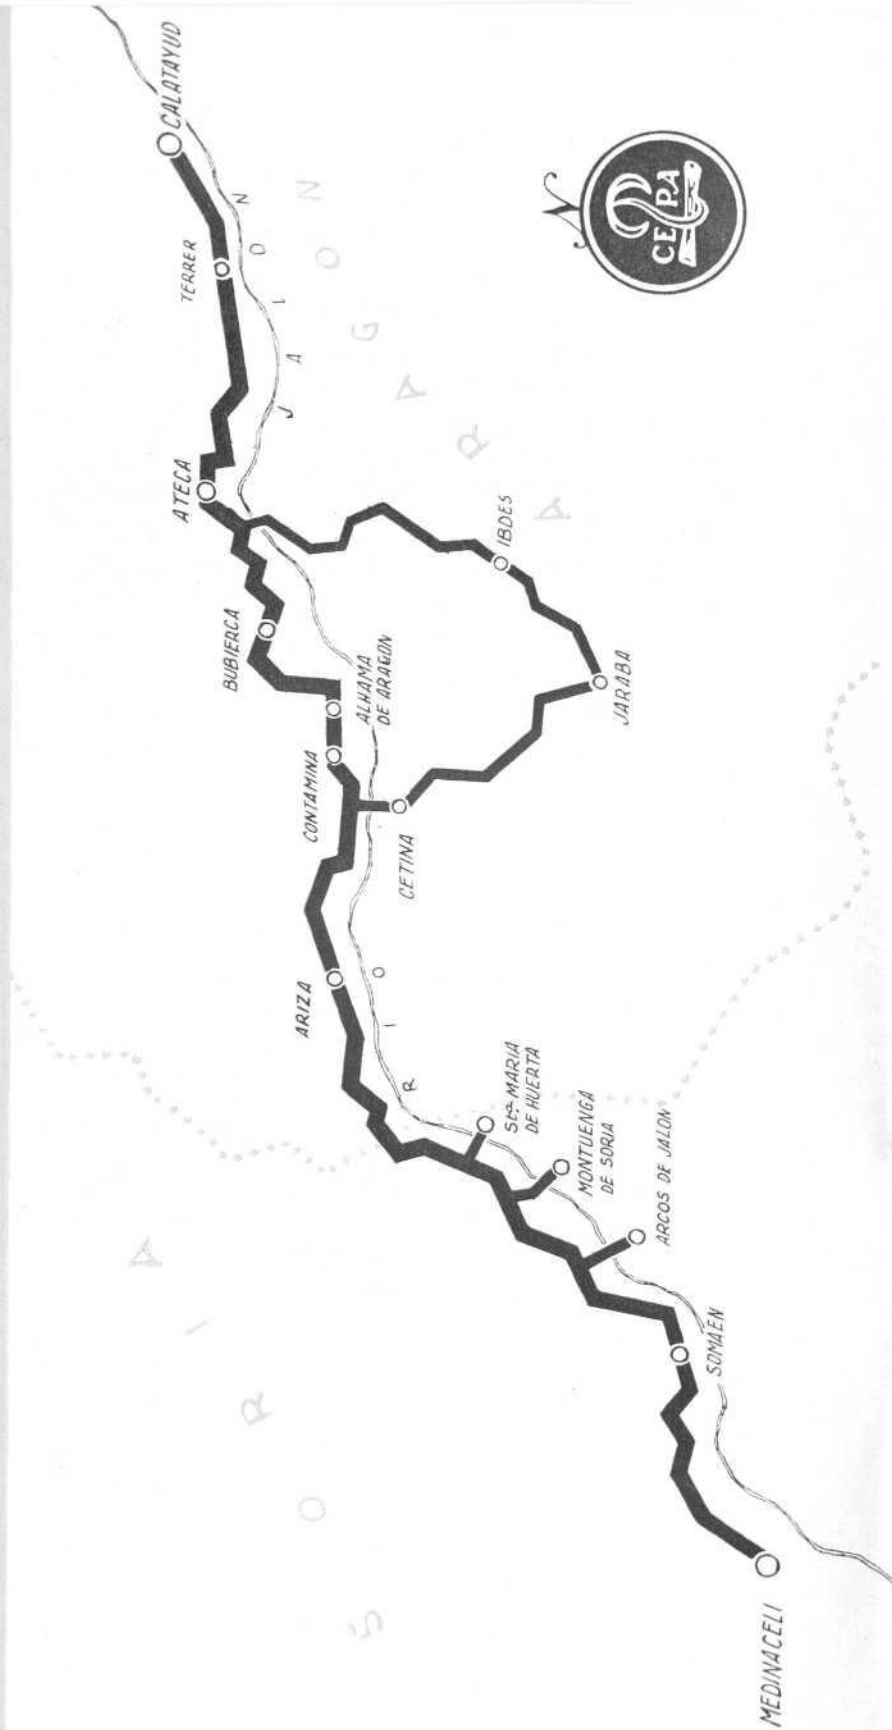 CALATAYUD
TERRER
ATECA
BUBIERCA
ALHAMA
DE ARAGON
CONTAMINA
CETINA
IBDES
JARABA
ARIZA
Stª MARIA
DE HUERTA
MONTUENGA
DE SORIA
ARCOS DE JALON
SOMAEN
MEDINACELI
RIO JALON
SORIA
ARAGON
N
CEPA